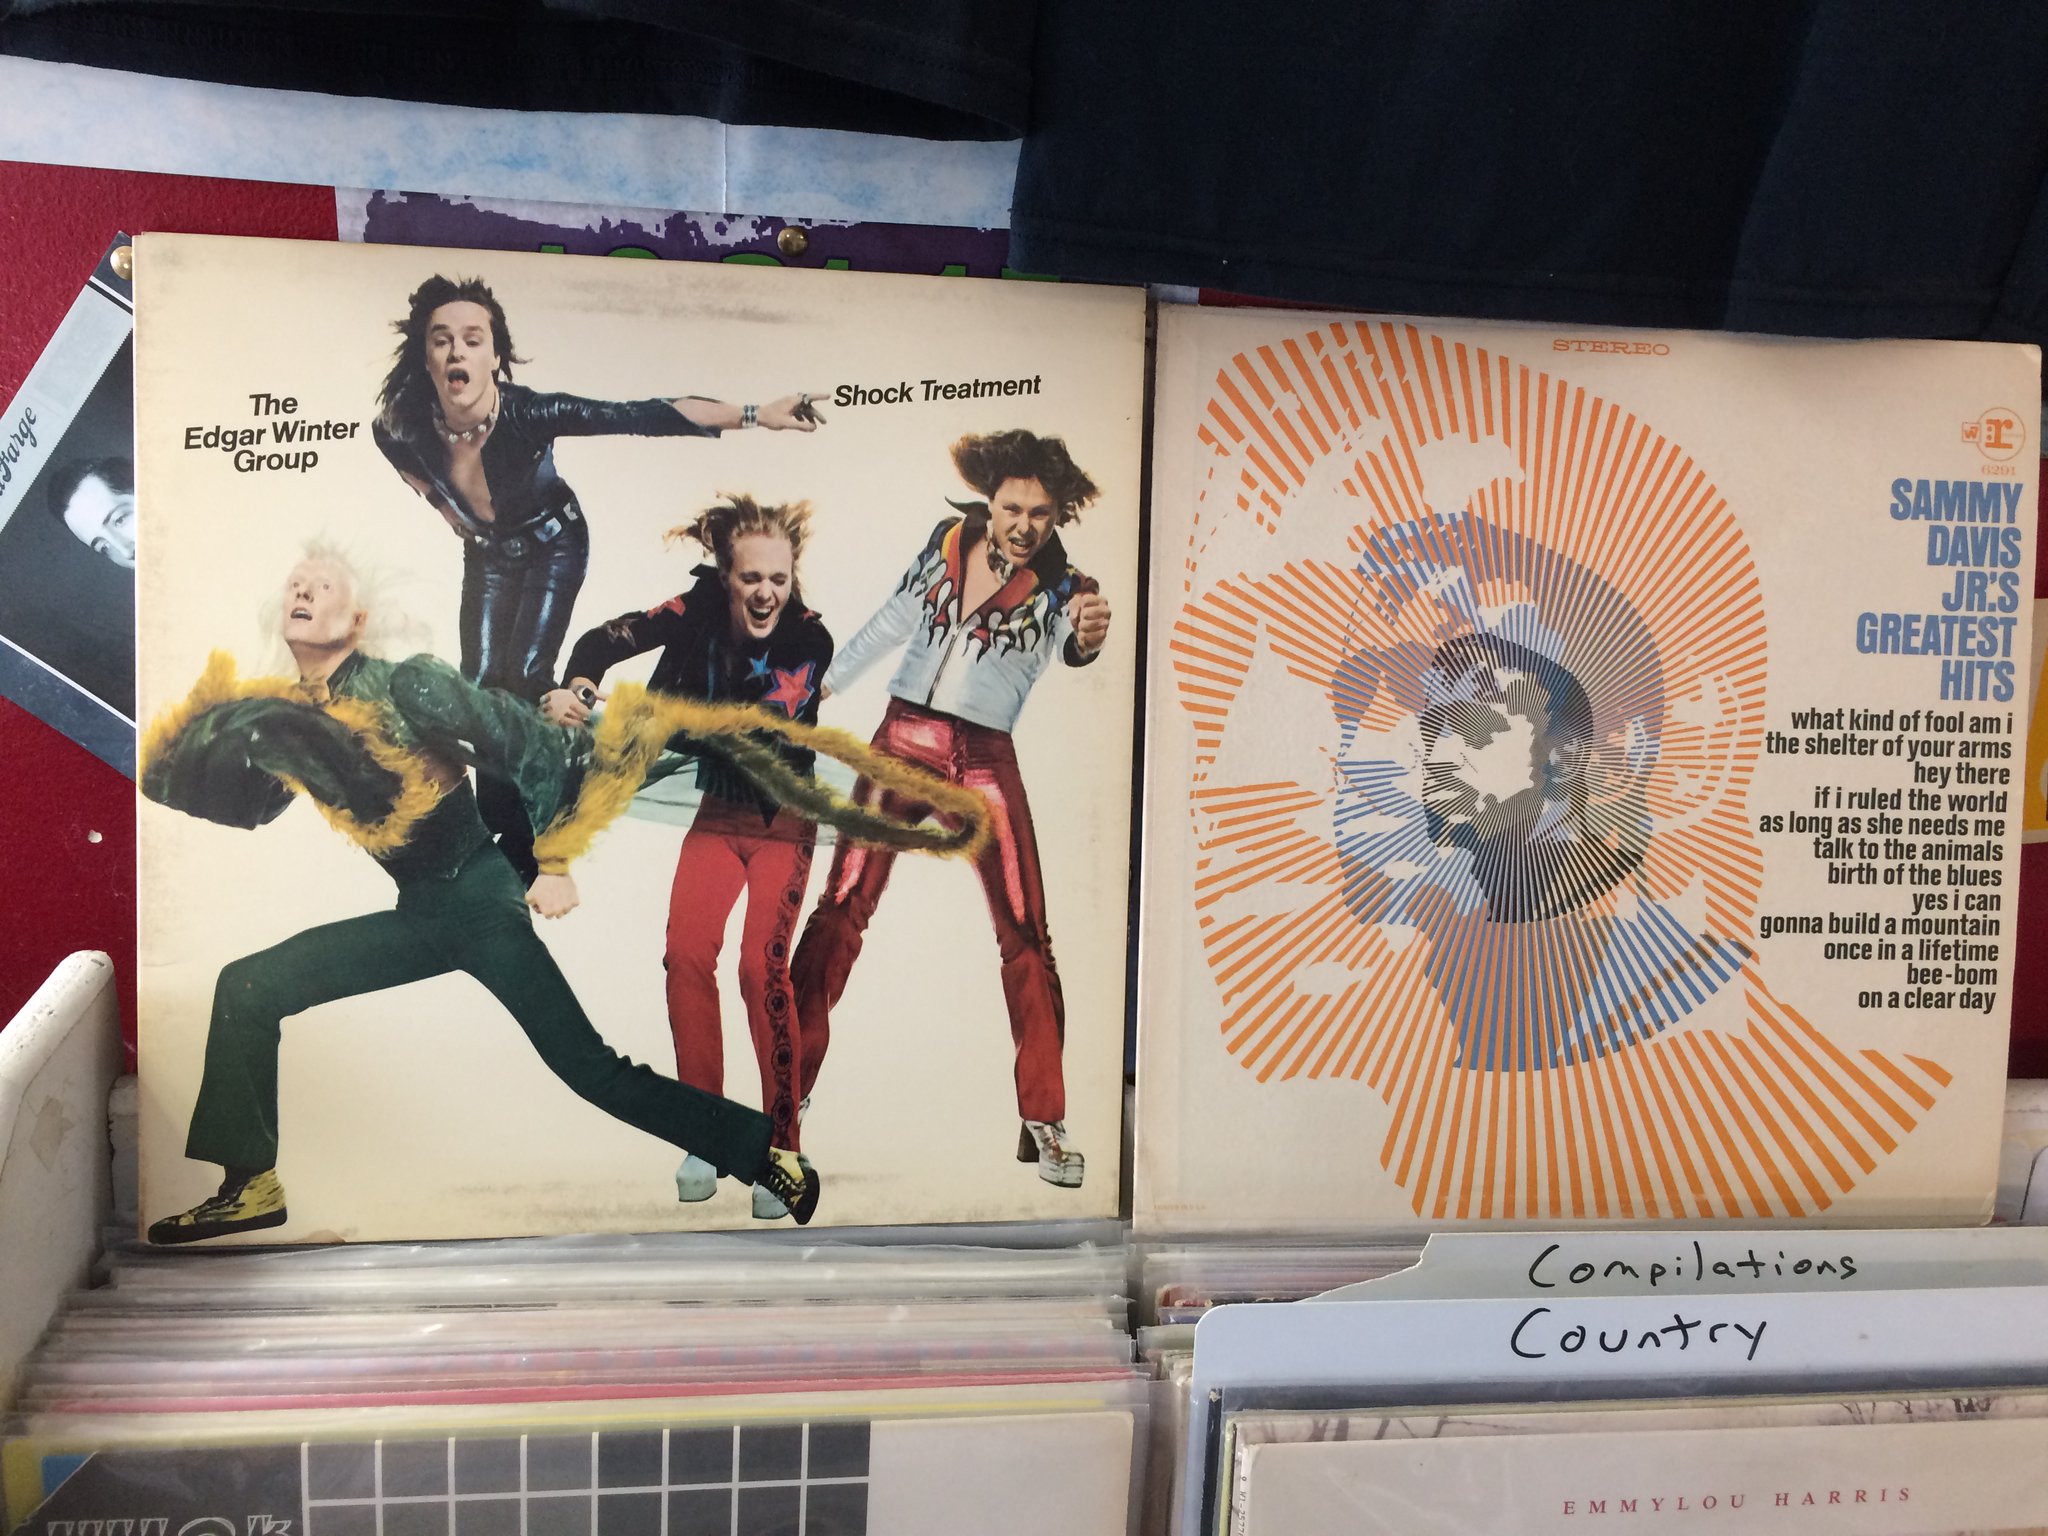 The
Edgar Winter
Group
Shock Treatment
STEREO
W
r
6291
SAMMY
DAVIS
JR.'S
GREATEST
HITS
what kind of fool am i
the shelter of your arms
hey there
if i ruled the world
as long as she needs me
talk to the animals
birth of the blues
yes i can
gonna build a mountain
once in a lifetime
bee-bom
on a clear day
Compilations
Country
EMMYLOU HARRIS